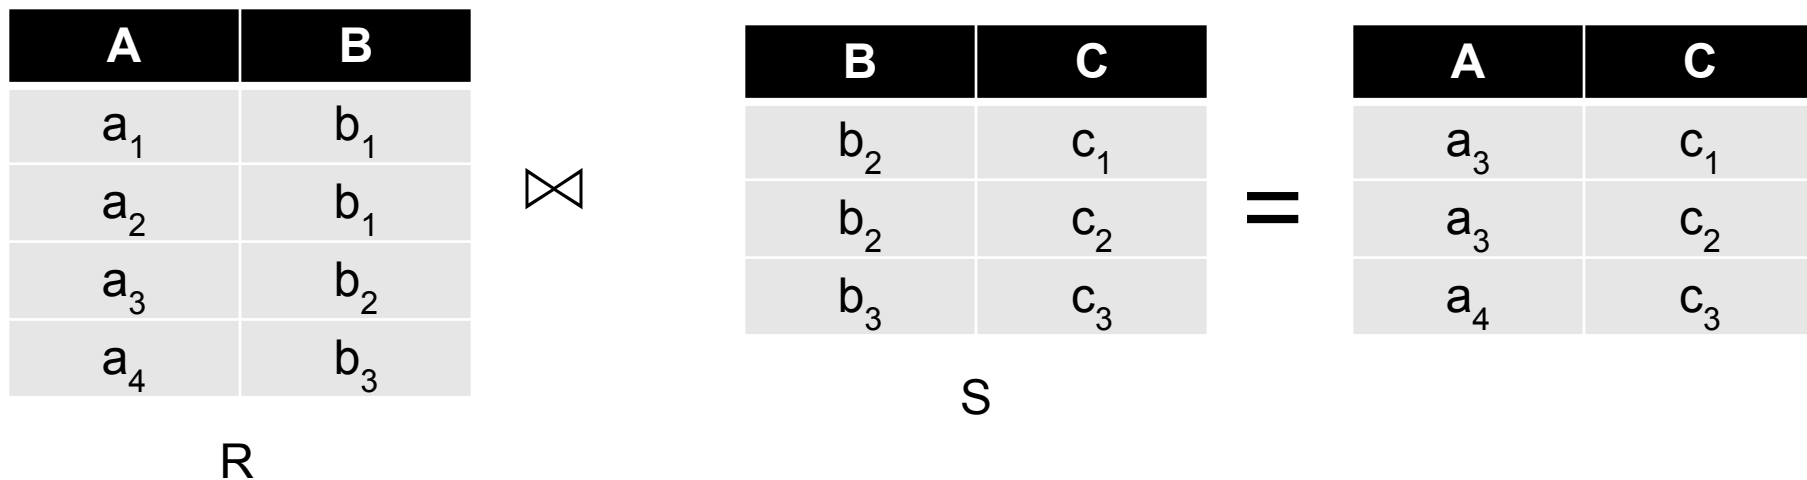 A B
a₁ b₁
a₂ b₁
a₃ b₂
a₄ b₃
R
⋈
B C
b₂ c₁
b₂ c₂
b₃ c₃
S
=
A C
a₃ c₁
a₃ c₂
a₄ c₃